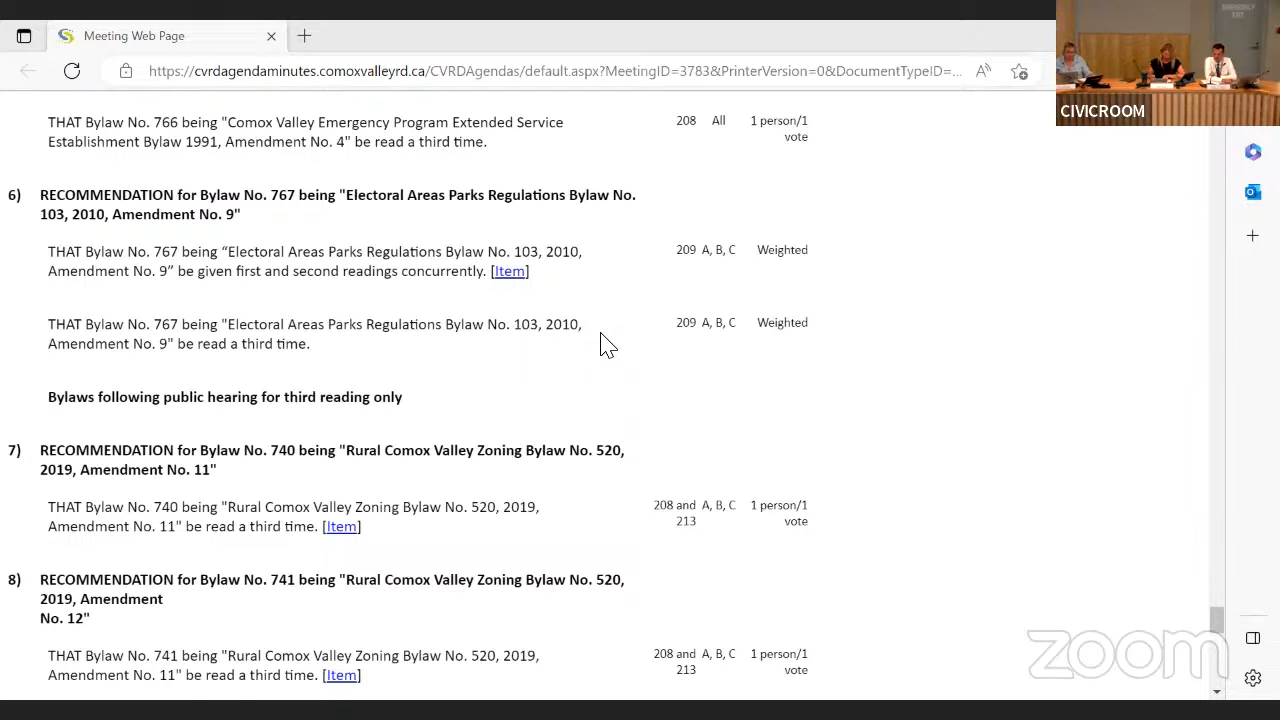 Meeting Web Page
https://cvrdagendaminutes.comoxvalleyrd.ca/CVRDAgendas/default.aspx?MeetingID=3783&PrinterVersion=0&DocumentTypeID=...
EMERGENCY
EXIT
CIVICROOM
THAT Bylaw No. 766 being "Comox Valley Emergency Program Extended Service 208 All 1 person/1
Establishment Bylaw 1991, Amendment No. 4" be read a third time. vote
6) RECOMMENDATION for Bylaw No. 767 being "Electoral Areas Parks Regulations Bylaw No.
103, 2010, Amendment No. 9"
THAT Bylaw No. 767 being “Electoral Areas Parks Regulations Bylaw No. 103, 2010, 209 A, B, C Weighted
Amendment No. 9” be given first and second readings concurrently. [Item]
THAT Bylaw No. 767 being "Electoral Areas Parks Regulations Bylaw No. 103, 2010, 209 A, B, C Weighted
Amendment No. 9" be read a third time.
Bylaws following public hearing for third reading only
7) RECOMMENDATION for Bylaw No. 740 being "Rural Comox Valley Zoning Bylaw No. 520,
2019, Amendment No. 11"
THAT Bylaw No. 740 being "Rural Comox Valley Zoning Bylaw No. 520, 2019, 208 and A, B, C 1 person/1
Amendment No. 11" be read a third time. [Item] 213 vote
8) RECOMMENDATION for Bylaw No. 741 being "Rural Comox Valley Zoning Bylaw No. 520,
2019, Amendment
No. 12"
THAT Bylaw No. 741 being "Rural Comox Valley Zoning Bylaw No. 520, 2019, 208 and A, B, C 1 person/1
Amendment No. 11" be read a third time. [Item] 213 vote
zoom